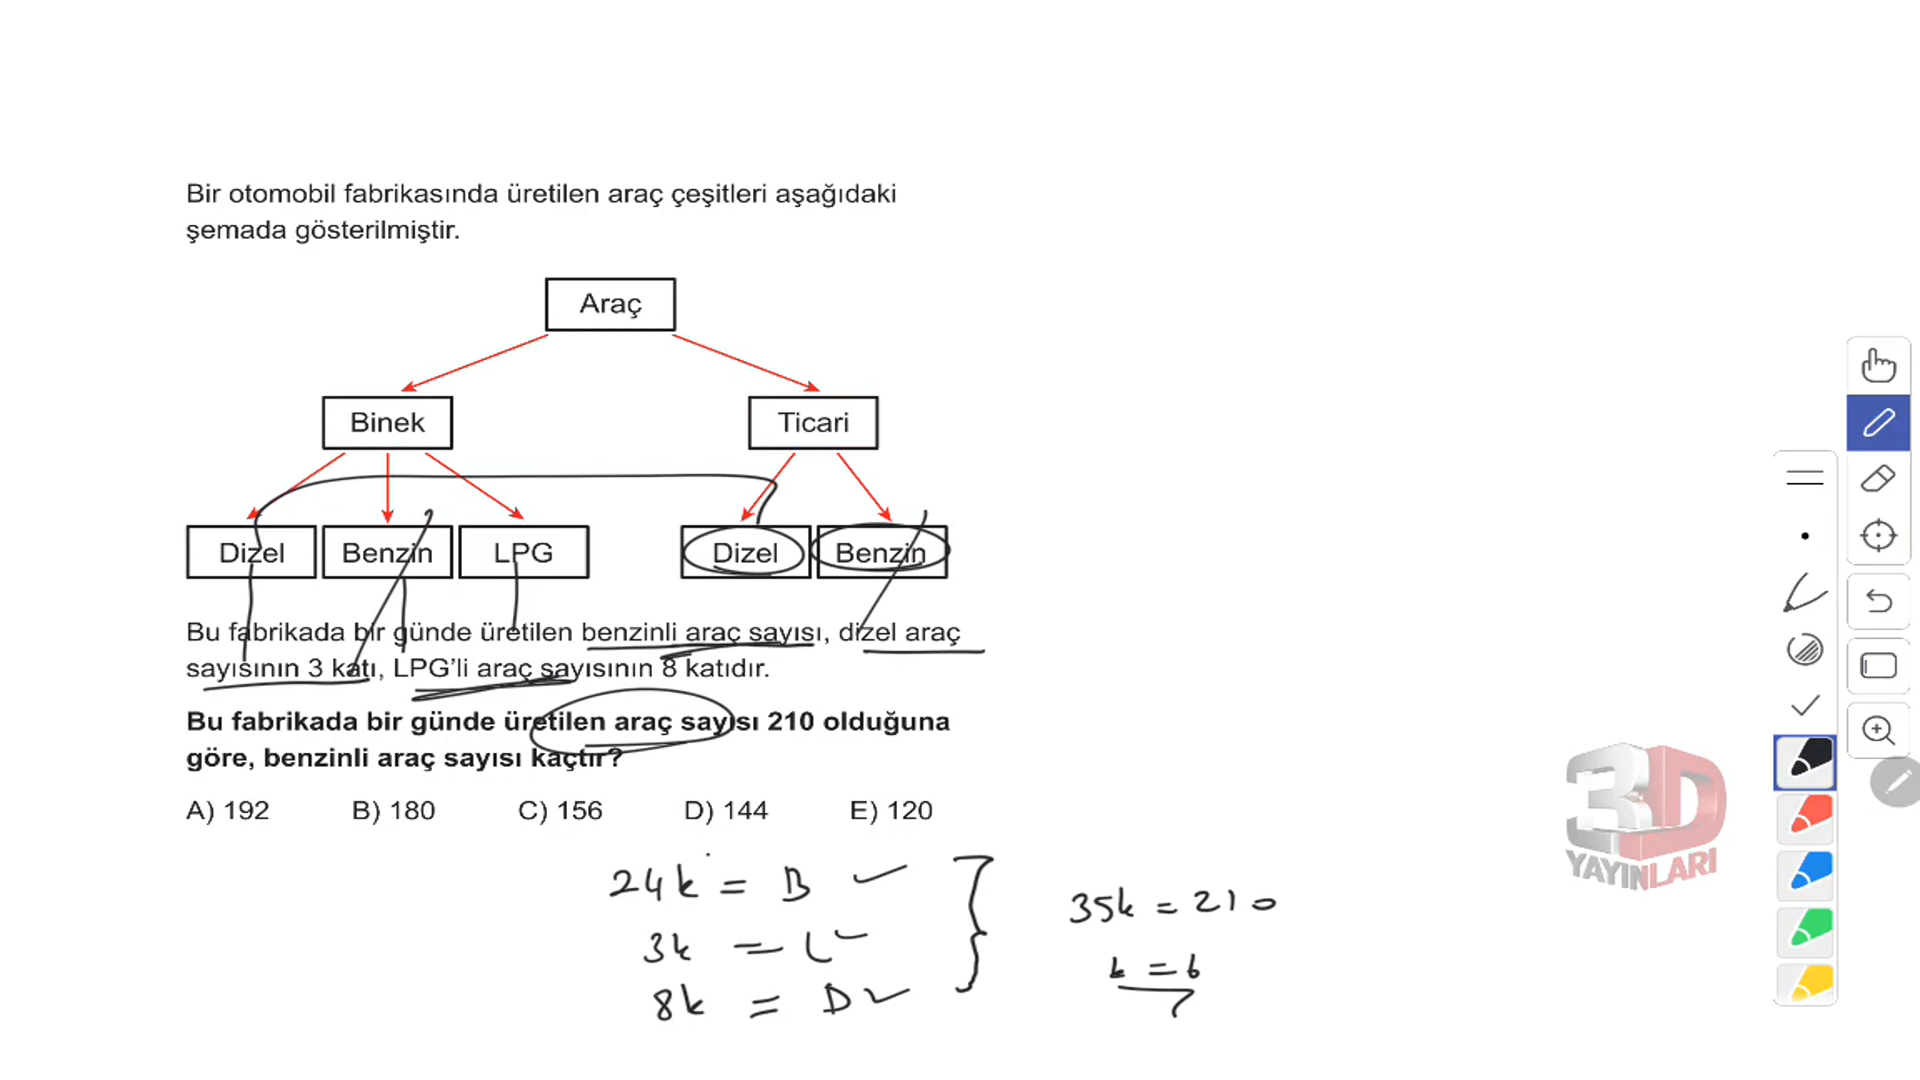 Bir otomobil fabrikasında üretilen araç çeşitleri aşağıdaki
şemada gösterilmiştir.
Araç
Binek
Ticari
Dizel
Benzin
LPG
Dizel
Benzin
Bu fabrikada bir günde üretilen benzinli araç sayısı, dizel araç
sayısının 3 katı, LPG’li araç sayısının 8 katıdır.
Bu fabrikada bir günde üretilen araç sayısı 210 olduğuna
göre, benzinli araç sayısı kaçtır?
A) 192 B) 180 C) 156 D) 144 E) 120
24k = B
3k = L
8k = D
35k = 210
k = 6
3D
YAYINLARI